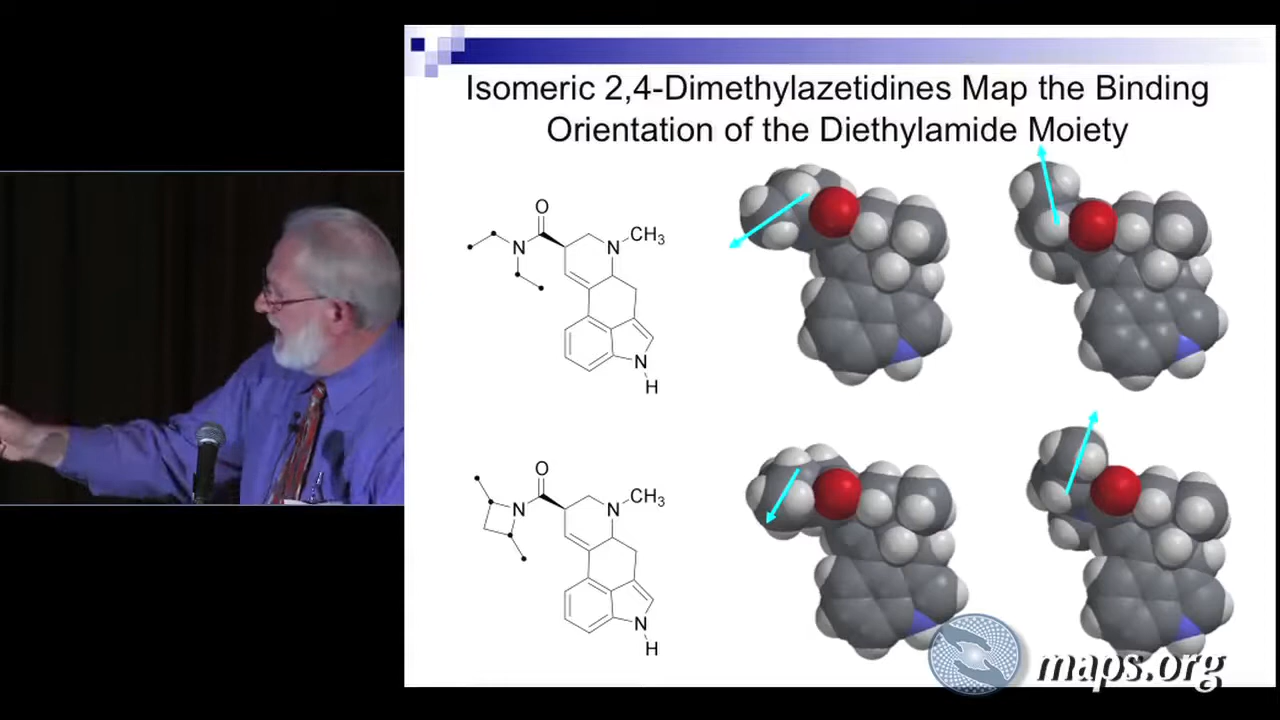 Isomeric 2,4-Dimethylazetidines Map the Binding
Orientation of the Diethylamide Moiety
O
N
N
CH3
N
H
O
N
N
CH3
N
H
maps.org